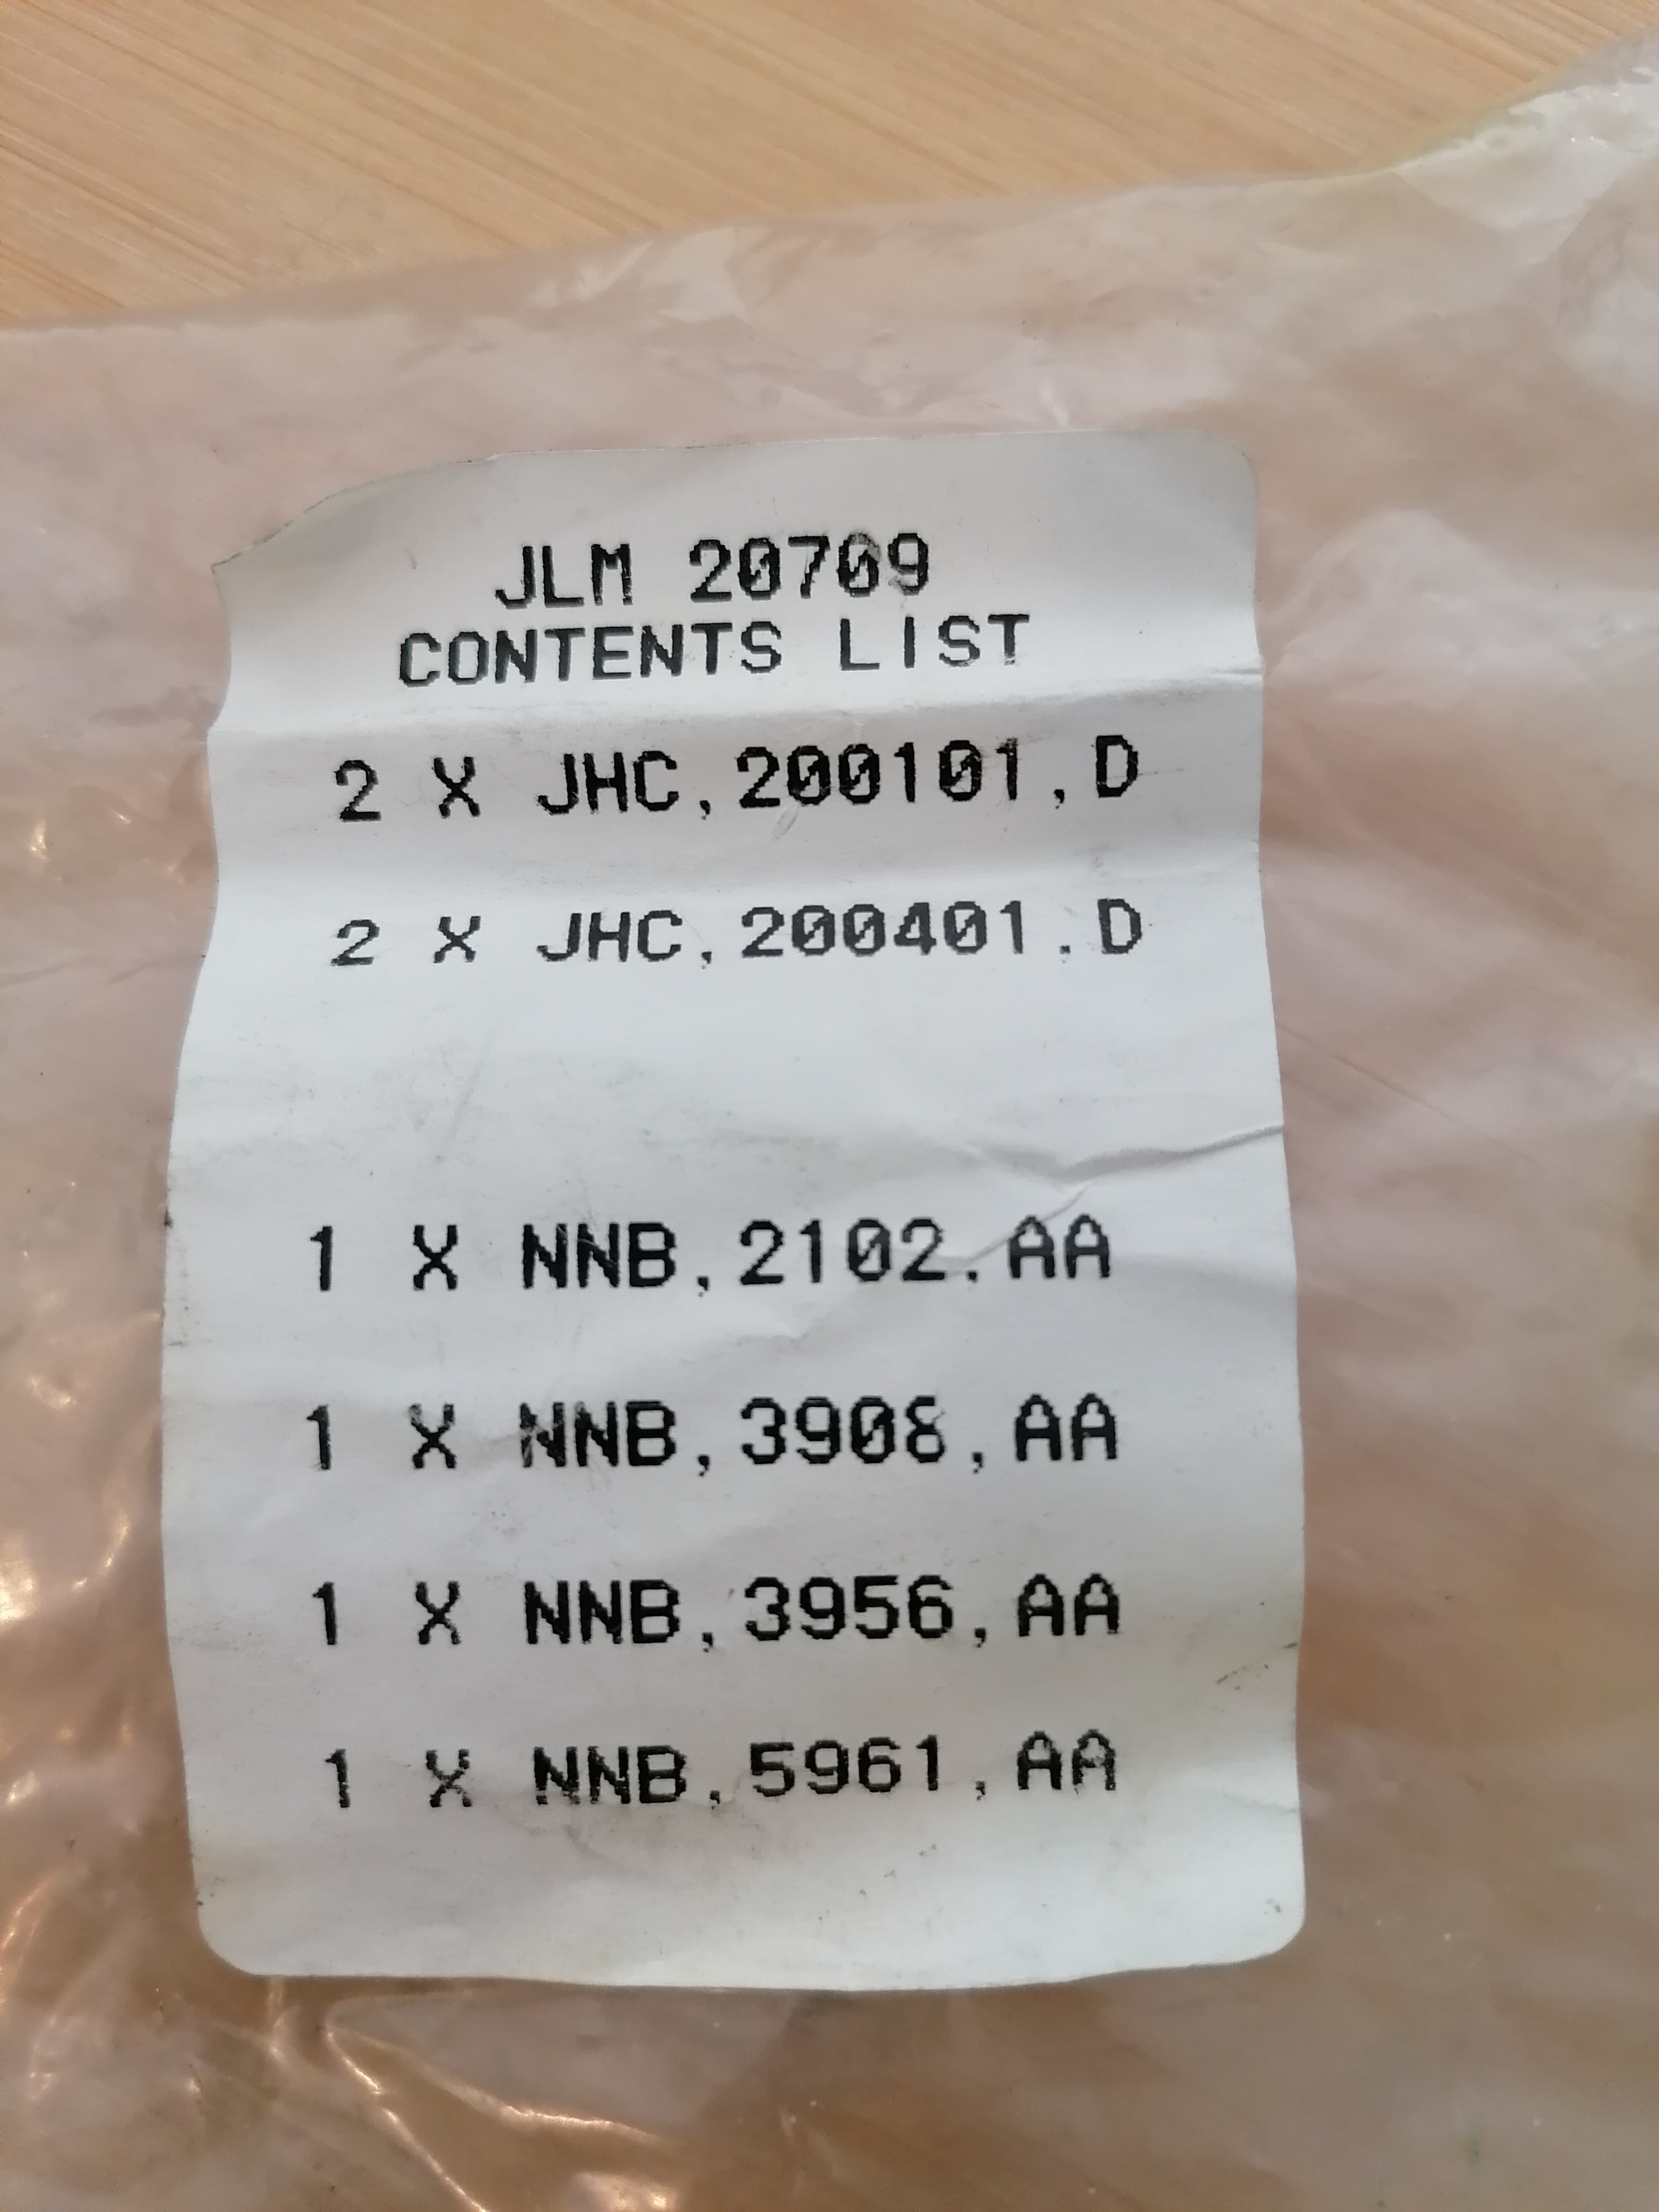 JLM 20709
CONTENTS LIST
2 X JHC,200101,D
2 X JHC,200401,D
1 X NNB,2102,AA
1 X NNB,3908,AA
1 X NNB,3956,AA
1 X NNB,5961,AA